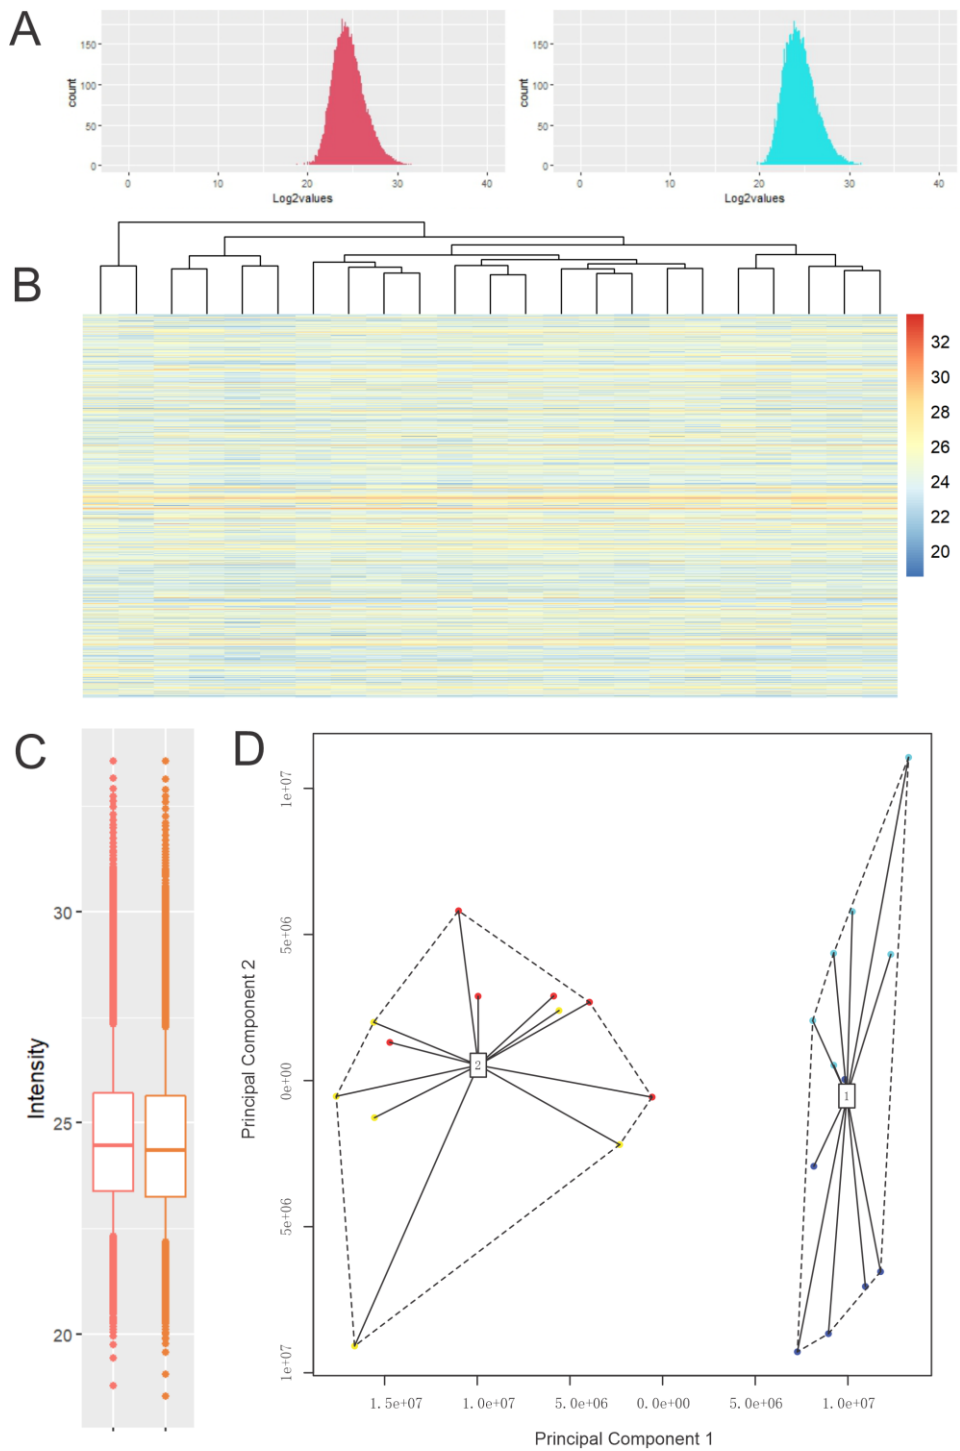 A
150
100
50
0
count
0 10 20 30 40
Log2values
150
100
50
0
count
0 10 20 30 40
Log2values
B
32
30
28
26
24
22
20
C
30
25
20
Intensity
D
1e+07
5e+06
0e+00
5e+06
1e+07
Principal Component 2
2
1
1.5e+07 1.0e+07 5.0e+06 0.0e+00 5.0e+06 1.0e+07
Principal Component 1